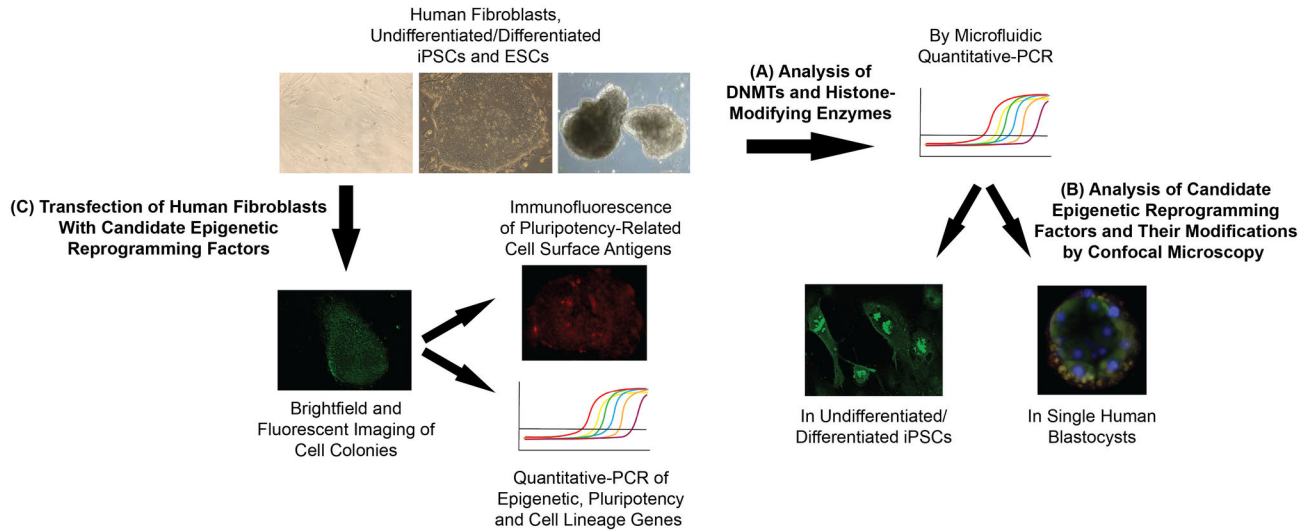 Human Fibroblasts,
Undifferentiated/Differentiated
iPSCs and ESCs
(A) Analysis of
DNMTs and Histone-
Modifying Enzymes
By Microfluidic
Quantitative-PCR
(B) Analysis of Candidate
Epigenetic Reprogramming
Factors and Their Modifications
by Confocal Microscopy
In Undifferentiated/
Differentiated iPSCs
In Single Human
Blastocysts
(C) Transfection of Human Fibroblasts
With Candidate Epigenetic
Reprogramming Factors
Brightfield and
Fluorescent Imaging of
Cell Colonies
Immunofluorescence
of Pluripotency-Related
Cell Surface Antigens
Quantitative-PCR of
Epigenetic, Pluripotency
and Cell Lineage Genes